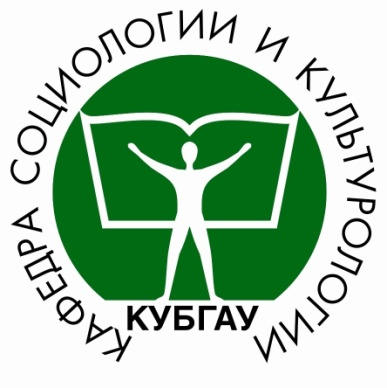 КАФЕДРА СОЦИОЛОГИИ И КУЛЬТУРОЛОГИИ
КУБГАУ